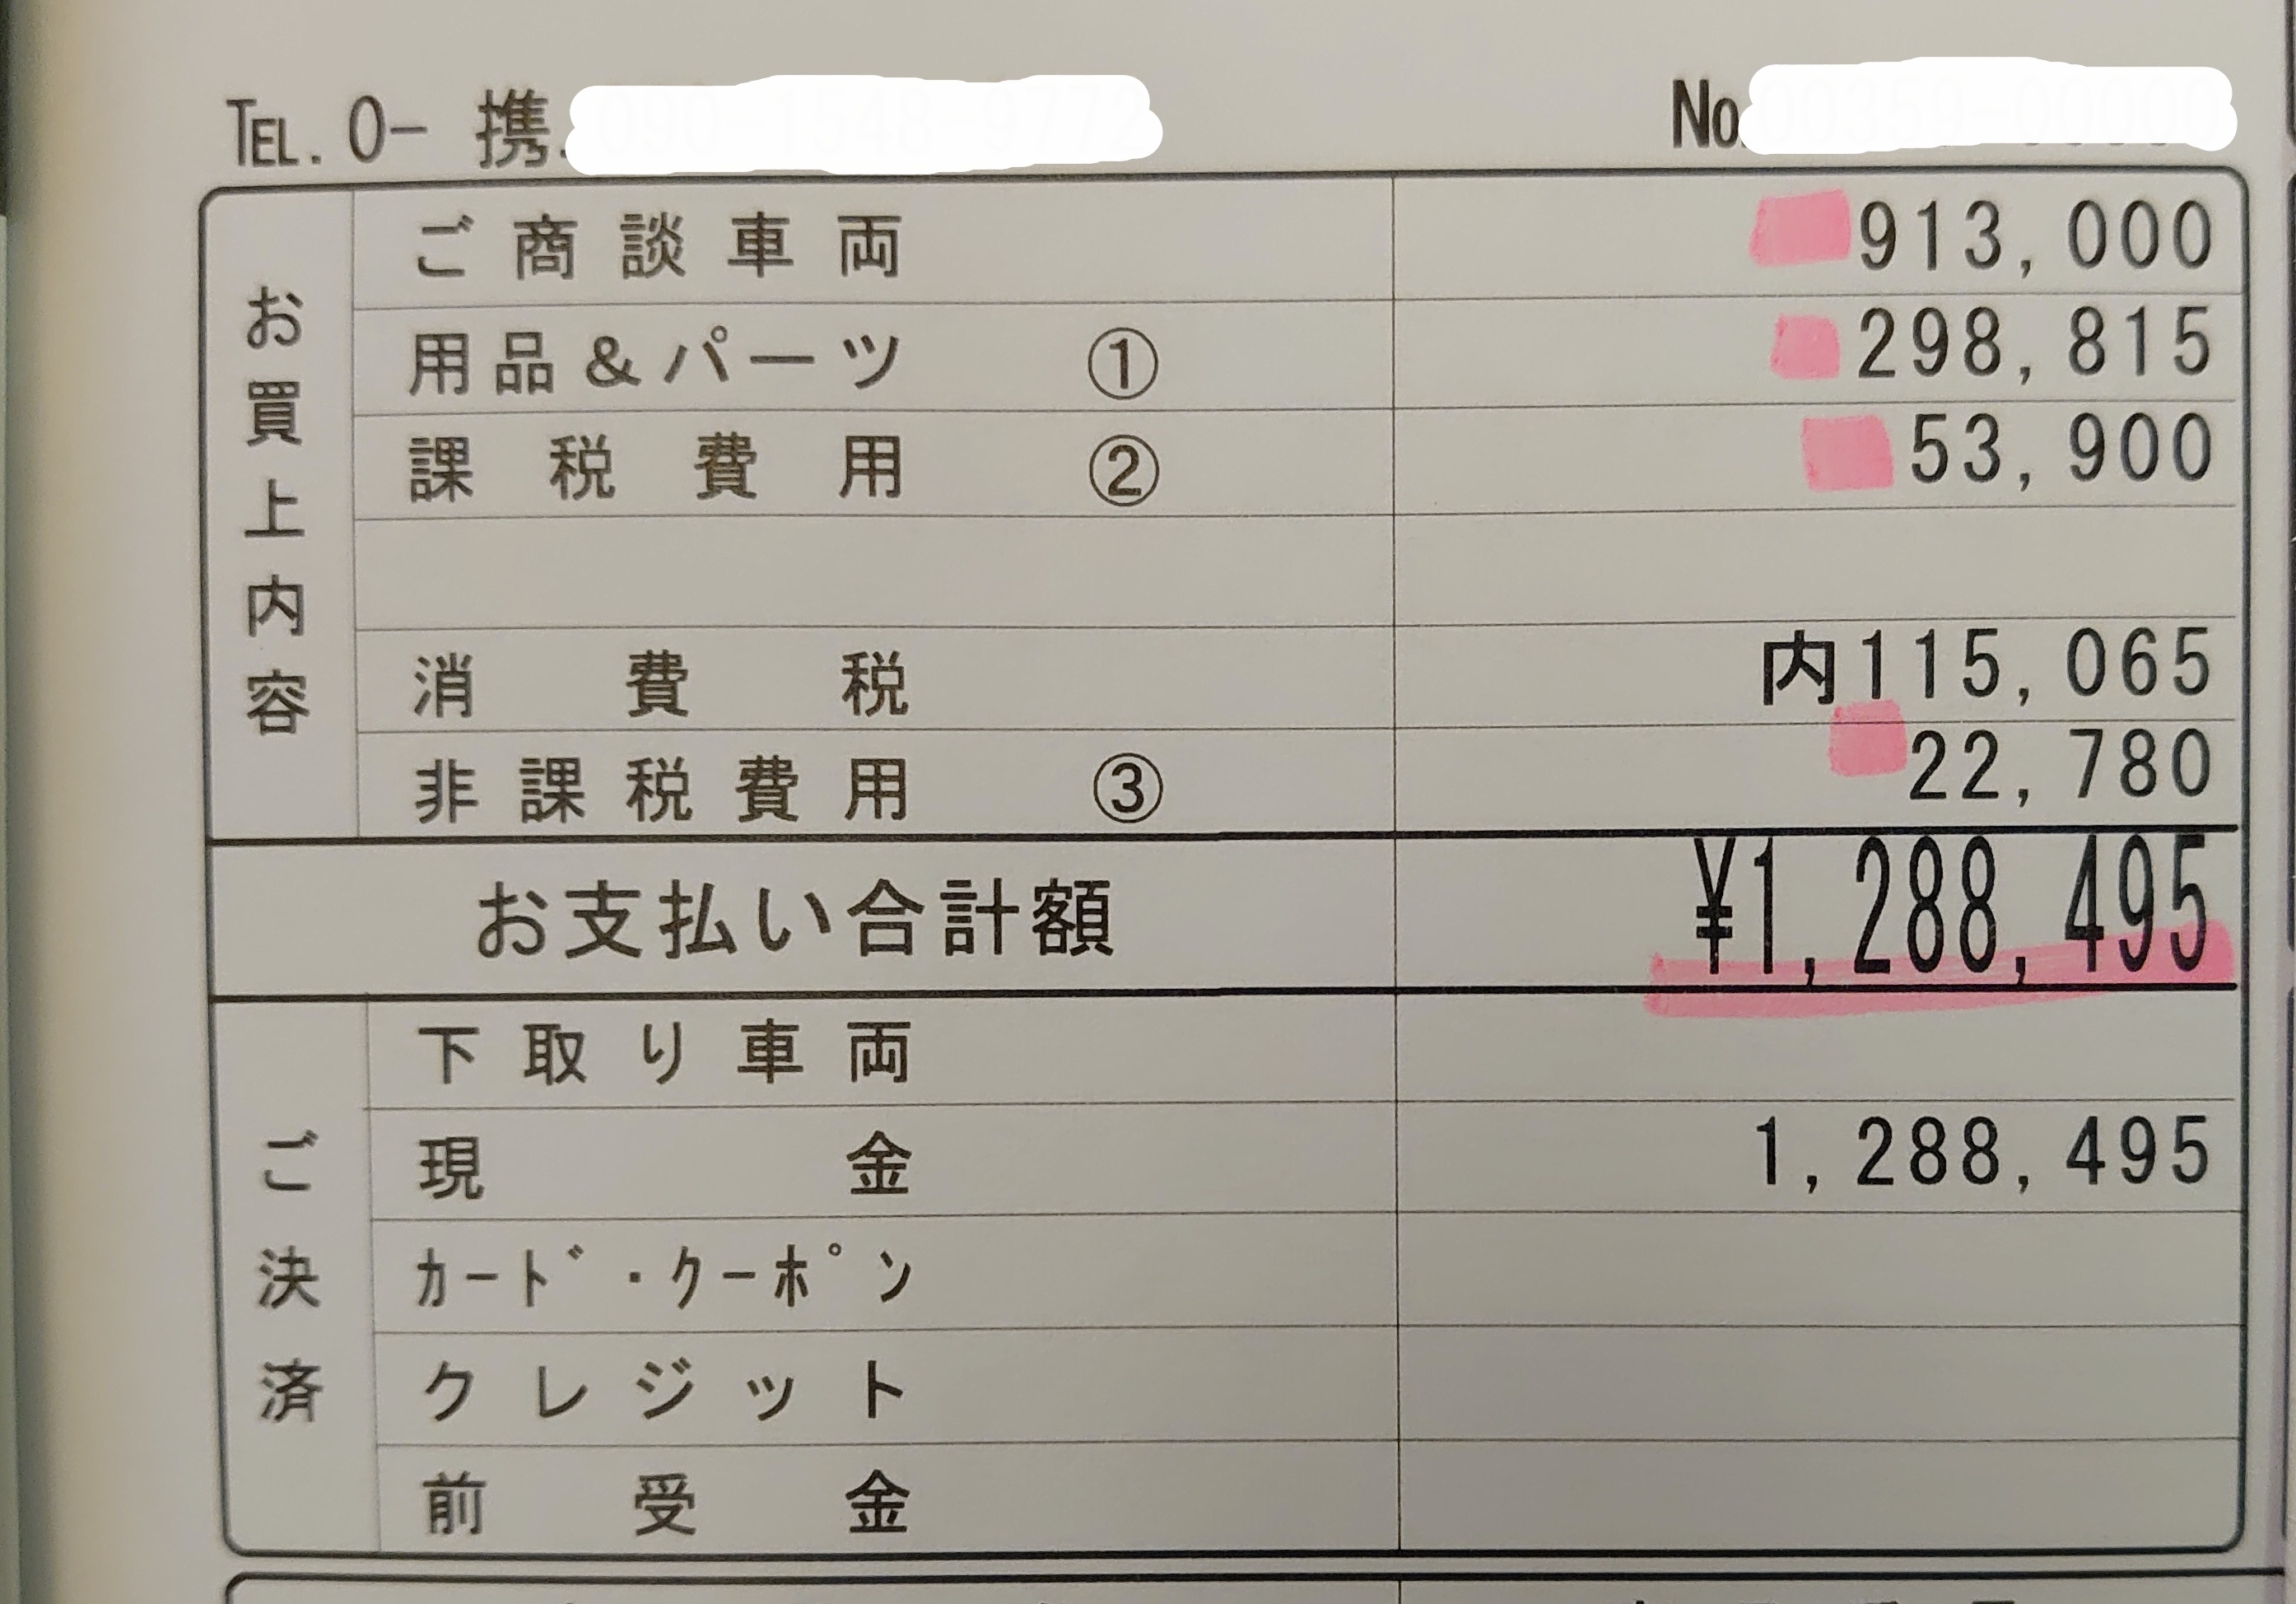 TEL. 0- 携.
No.
お買上内容
ご商談車両 913,000
用品&パーツ ① 298,815
課税費用 ② 53,900
消費税 内115,065
非課税費用 ③ 22,780
お支払い合計額 ¥1,288,495
ご決済
下取り車両
現金 1,288,495
ｶｰﾄﾞ・ｸｰﾎﾟﾝ
クレジット
前受金